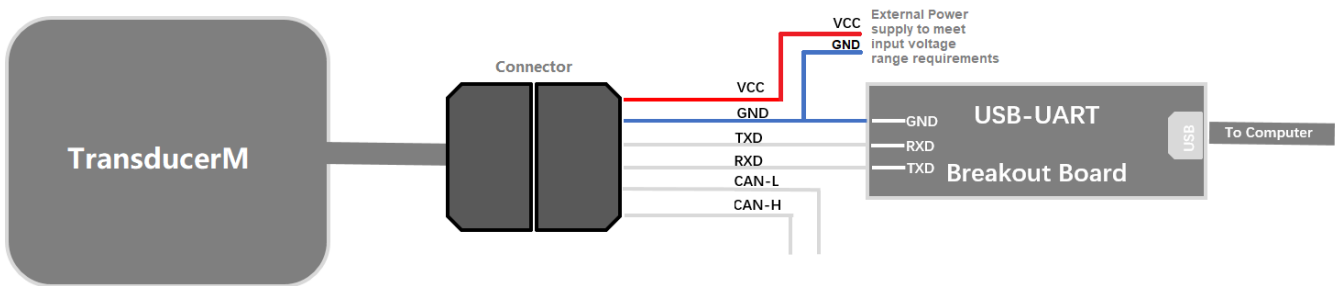 TransducerM
Connector
VCC
GND
TXD
RXD
CAN-L
CAN-H
VCC
GND
External Power
supply to meet
input voltage
range requirements
GND
RXD
TXD
USB-UART
Breakout Board
USB
To Computer